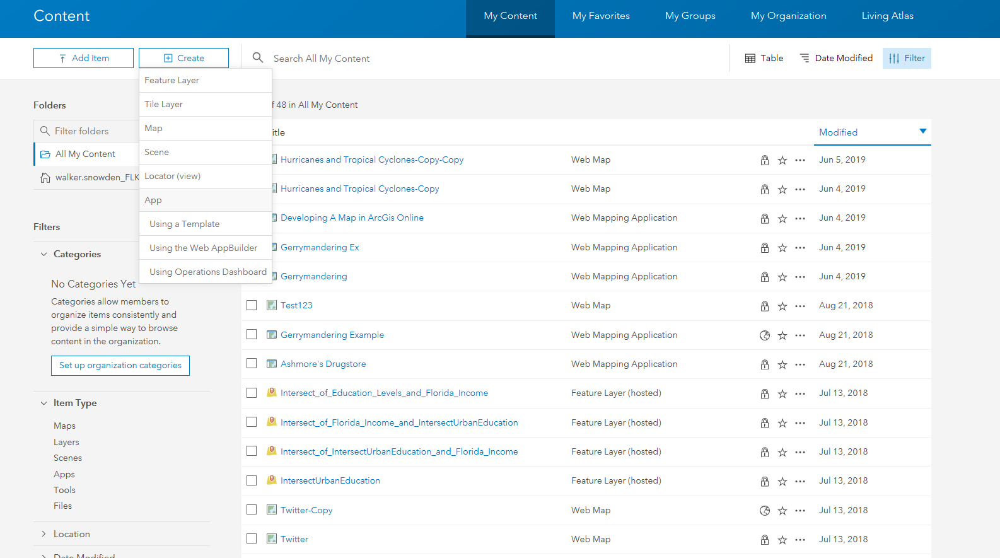 Content
My Content My Favorites My Groups My Organization Living Atlas
Add Item Create Search All My Content Table Date Modified Filter
Feature Layer
Tile Layer
Map
Scene
Locator (view)
App
Using a Template
Using the Web AppBuilder
Using Operations Dashboard
Folders
Filter folders
All My Content
walker.snowden_FLK
Filters
Categories
No Categories Yet
Categories allow members to
organize items consistently and
provide a simple way to browse
content in the organization.
Set up organization categories
Item Type
Maps
Layers
Scenes
Apps
Tools
Files
Location
Date Modified
f 48 in All My Content
itle Modified
Hurricanes and Tropical Cyclones-Copy-Copy Web Map Jun 5, 2019
Hurricanes and Tropical Cyclones-Copy Web Map Jun 4, 2019
Developing A Map in ArcGis Online Web Mapping Application Jun 4, 2019
Gerrymandering Ex Web Mapping Application Jun 4, 2019
Gerrymandering Web Mapping Application Jun 4, 2019
Test123 Web Map Aug 21, 2018
Gerrymandering Example Web Mapping Application Aug 21, 2018
Ashmore's Drugstore Web Mapping Application Aug 21, 2018
Intersect_of_Education_Levels_and_Florida_Income Feature Layer (hosted) Jul 13, 2018
Intersect_of_Florida_Income_and_IntersectUrbanEducation Feature Layer (hosted) Jul 13, 2018
Intersect_of_IntersectUrbanEducation_and_Florida_Income Feature Layer (hosted) Jul 13, 2018
IntersectUrbanEducation Feature Layer (hosted) Jul 13, 2018
Twitter-Copy Web Map Jul 13, 2018
Twitter Web Map Jul 13, 2018